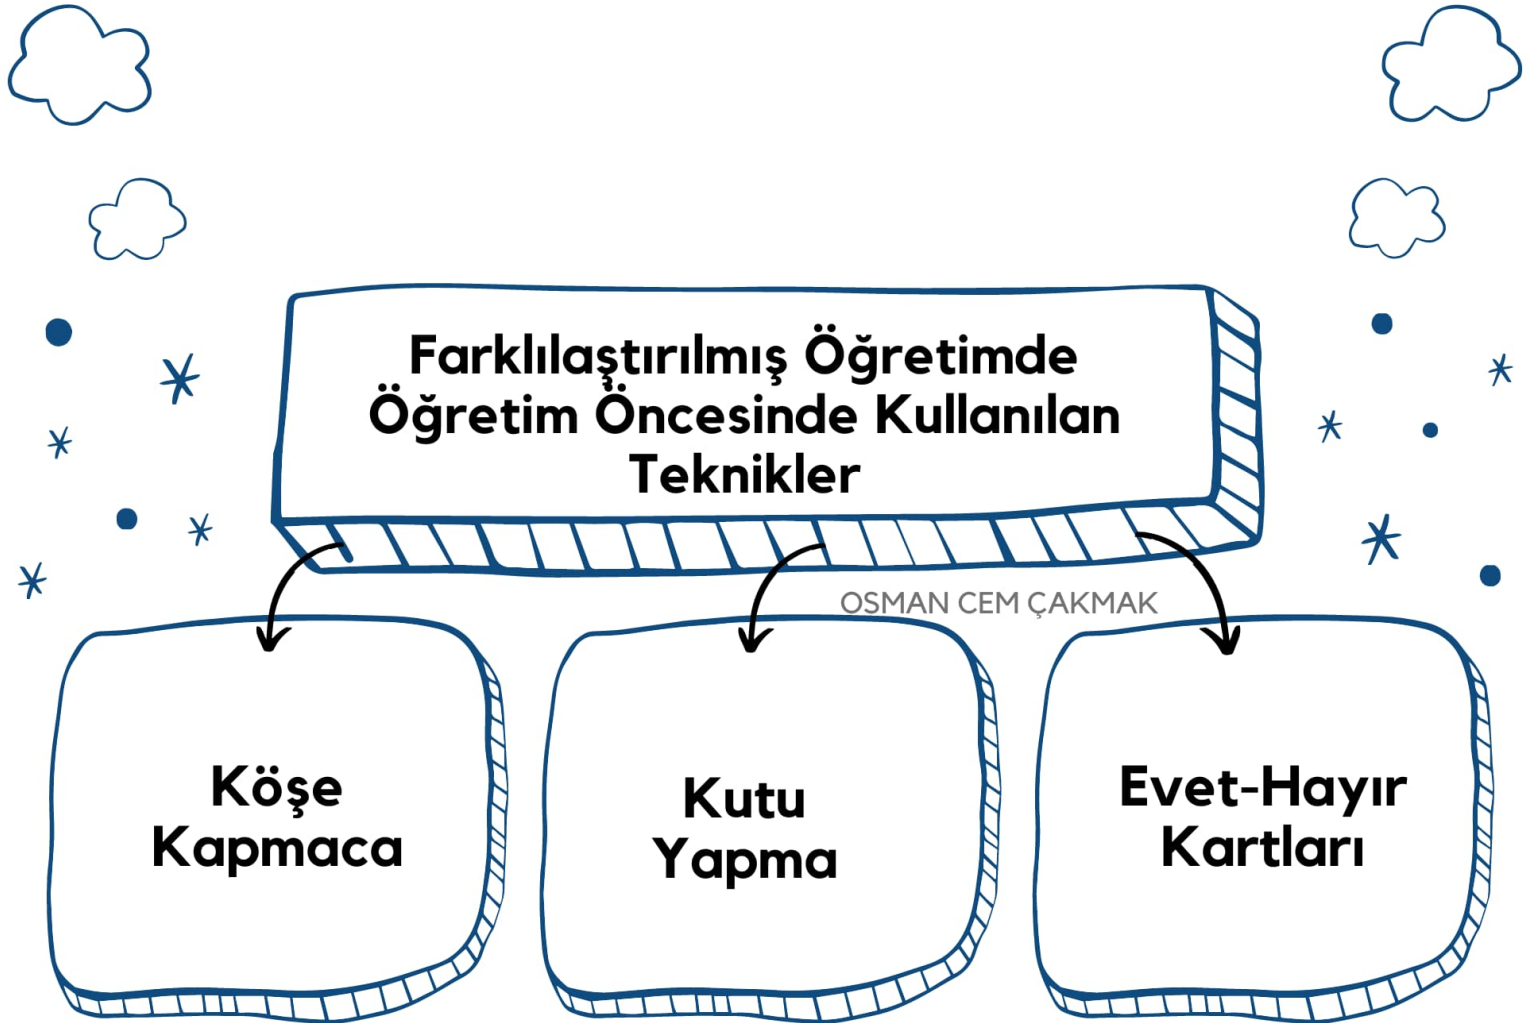 Farklılaştırılmış Öğretimde
Öğretim Öncesinde Kullanılan
Teknikler
OSMAN CEM ÇAKMAK
Köşe
Kapmaca
Kutu
Yapma
Evet-Hayır
Kartları